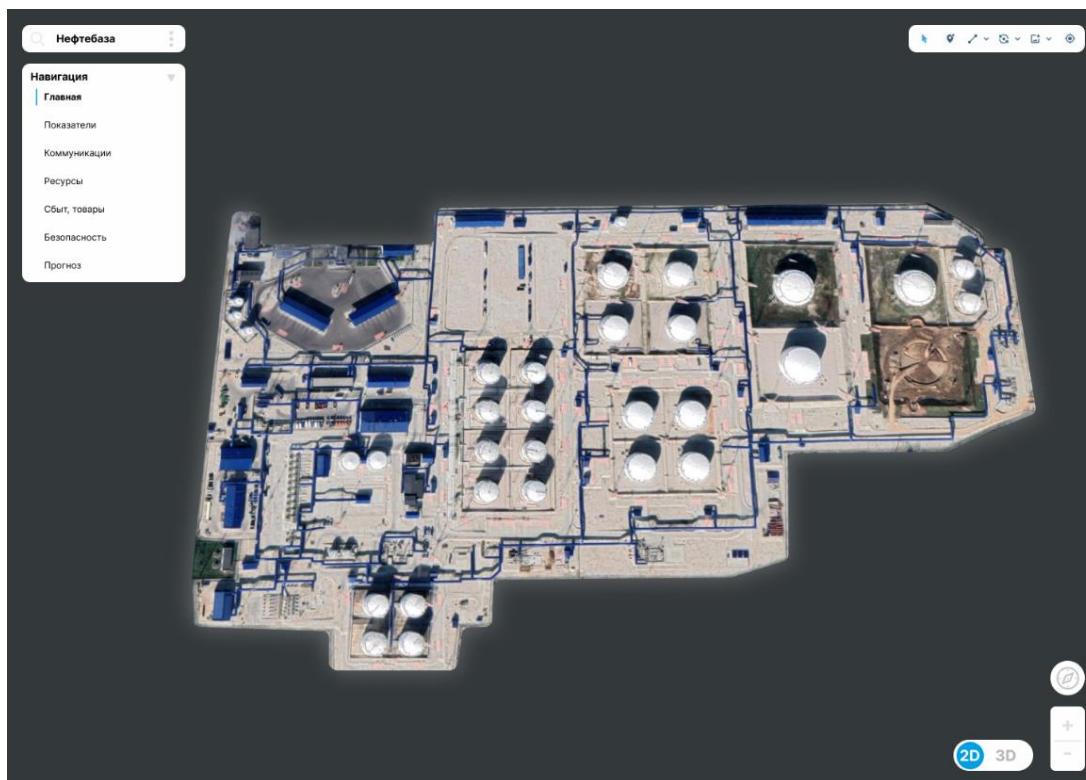 Нефтебаза
Навигация
Главная
Показатели
Коммуникации
Ресурсы
Сбыт, товары
Безопасность
Прогноз
2D 3D